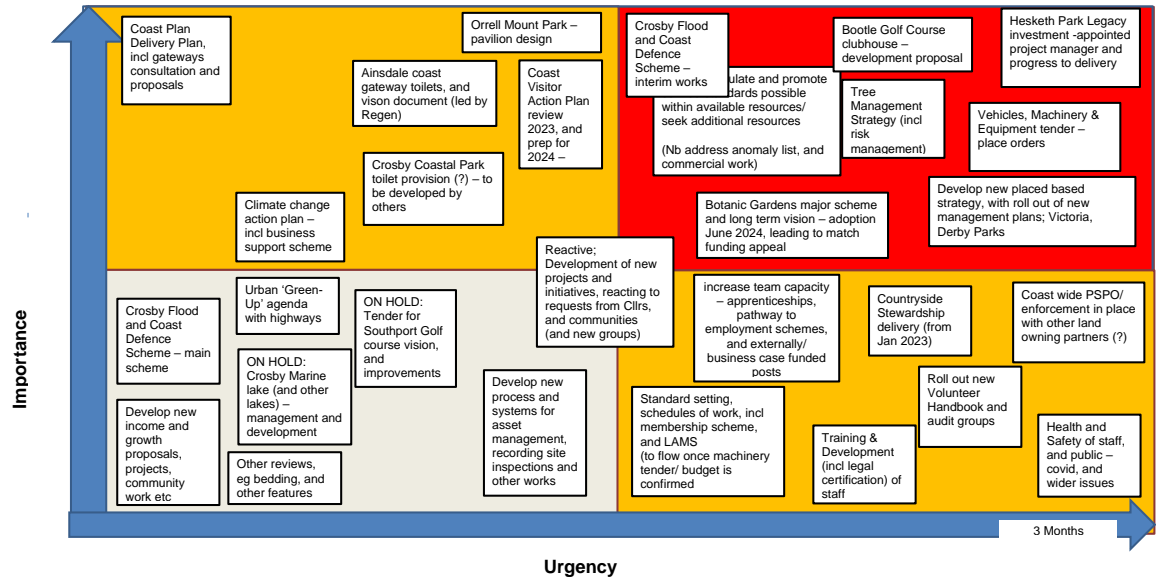 Coast Plan
Delivery Plan,
incl gateways
consultation and
proposals
Orrell Mount Park –
pavilion design
Ainsdale coast
gateway toilets, and
vison document (led by
Regen)
Coast
Visitor
Action Plan
review
2023, and
prep for
2024 –
Crosby Coastal Park
toilet provision (?) – to
be developed by
others
Climate change
action plan –
incl business
support scheme
Crosby Flood
and Coast
Defence
Scheme –
interim works
ulate and promote
dards possible
within available resources/
seek additional resources
(Nb address anomaly list, and
commercial work)
Bootle Golf Course
clubhouse –
development proposal
Hesketh Park Legacy
investment -appointed
project manager and
progress to delivery
Tree
Management
Strategy (incl
risk
management)
Vehicles, Machinery &
Equipment tender –
place orders
Botanic Gardens major scheme
and long term vision – adoption
June 2024, leading to match
funding appeal
Develop new placed based
strategy, with roll out of new
management plans; Victoria,
Derby Parks
Reactive;
Development of new
projects and
initiatives, reacting to
requests from Cllrs,
and communities
(and new groups)
Crosby Flood
and Coast
Defence
Scheme – main
scheme
Urban ‘Green-
Up’ agenda
with highways
ON HOLD:
Tender for
Southport Golf
course vision,
and
improvements
ON HOLD:
Crosby Marine
lake (and other
lakes) –
management and
development
Develop new
income and
growth
proposals,
projects,
community
work etc
Other reviews,
eg bedding, and
other features
Develop new
process and
systems for
asset
management,
recording site
inspections and
other works
increase team capacity
– apprenticeships,
pathway to
employment schemes,
and externally/
business case funded
posts
Countryside
Stewardship
delivery (from
Jan 2023)
Coast wide PSPO/
enforcement in place
with other land
owning partners (?)
Standard setting,
schedules of work, incl
membership scheme,
and LAMS
(to flow once machinery
tender/ budget is
confirmed
Training &
Development
(incl legal
certification) of
staff
Roll out new
Volunteer
Handbook and
audit groups
Health and
Safety of staff,
and public –
covid, and
wider issues
3 Months
Importance
Urgency